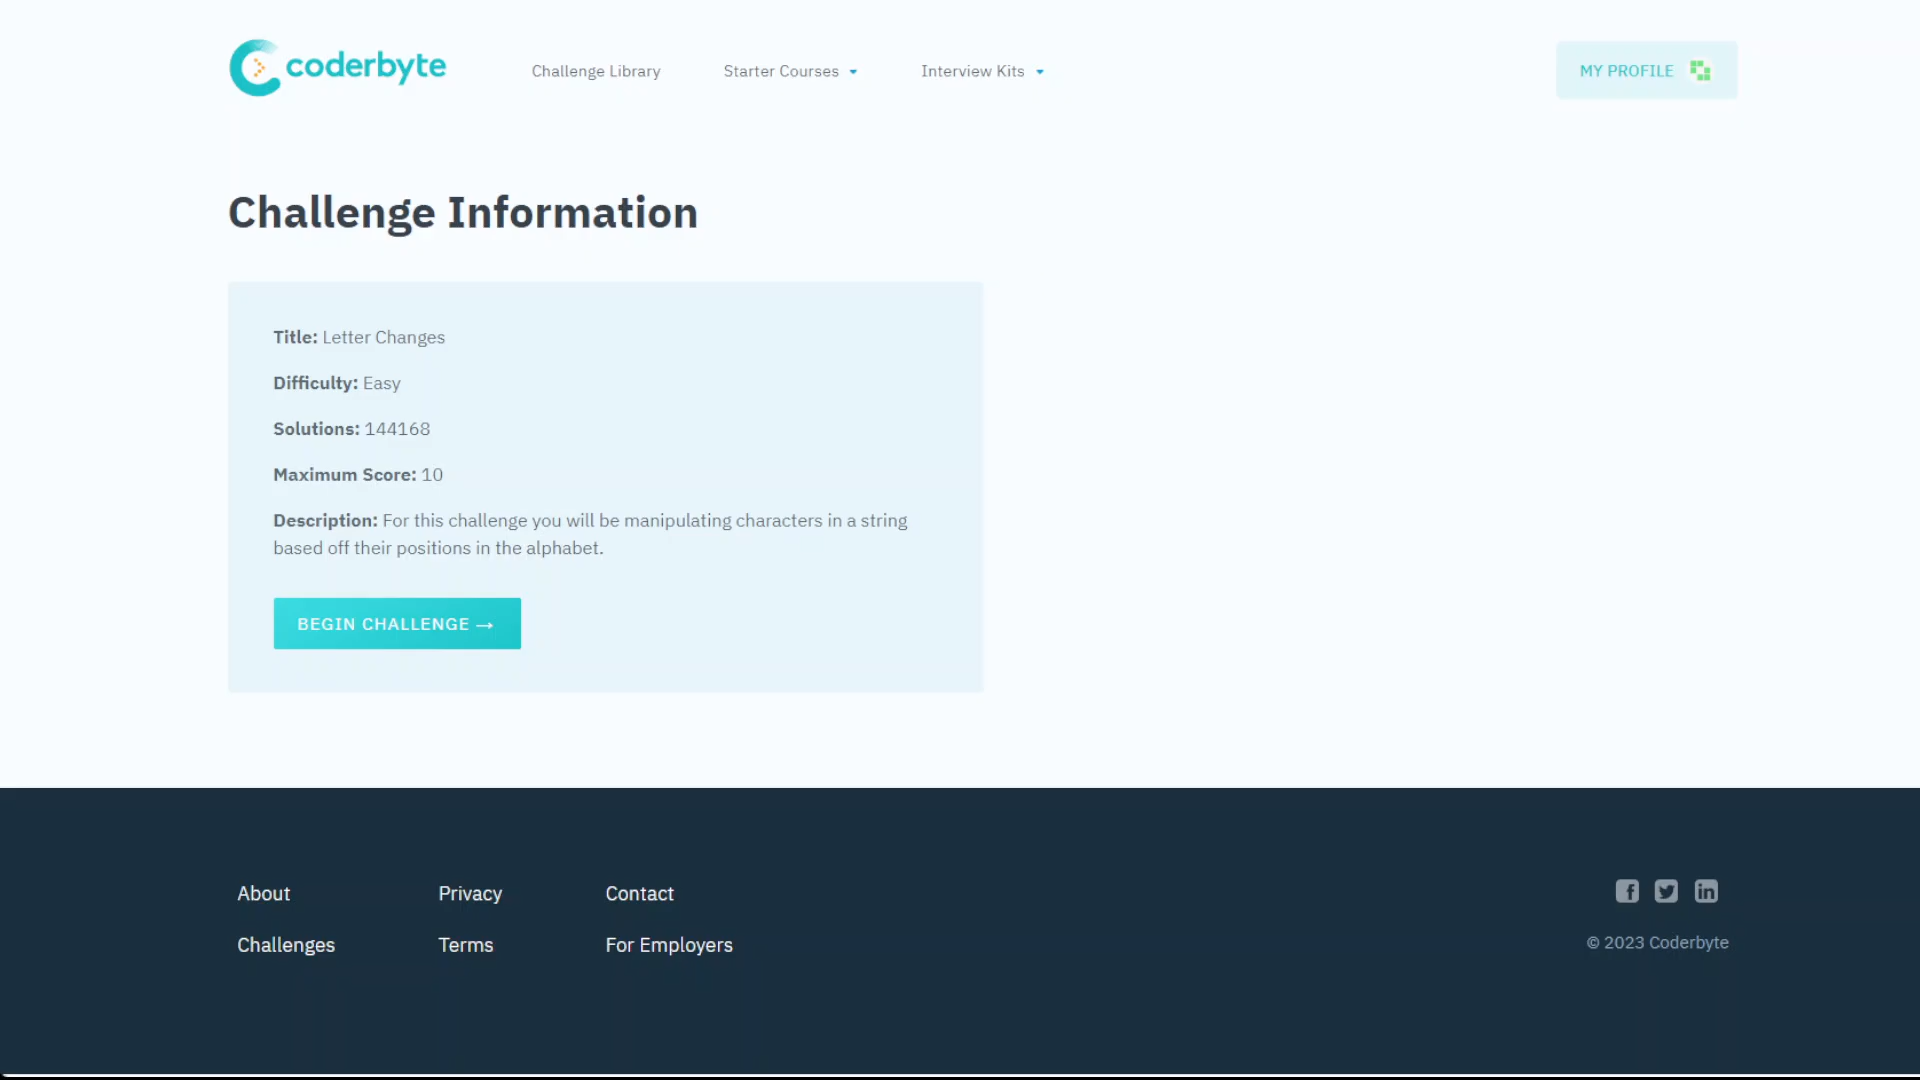 coderbyte
Challenge Library
Starter Courses
Interview Kits
MY PROFILE
Challenge Information
Title: Letter Changes
Difficulty: Easy
Solutions: 144168
Maximum Score: 10
Description: For this challenge you will be manipulating characters in a string
based off their positions in the alphabet.
BEGIN CHALLENGE →
About
Privacy
Contact
Challenges
Terms
For Employers
© 2023 Coderbyte